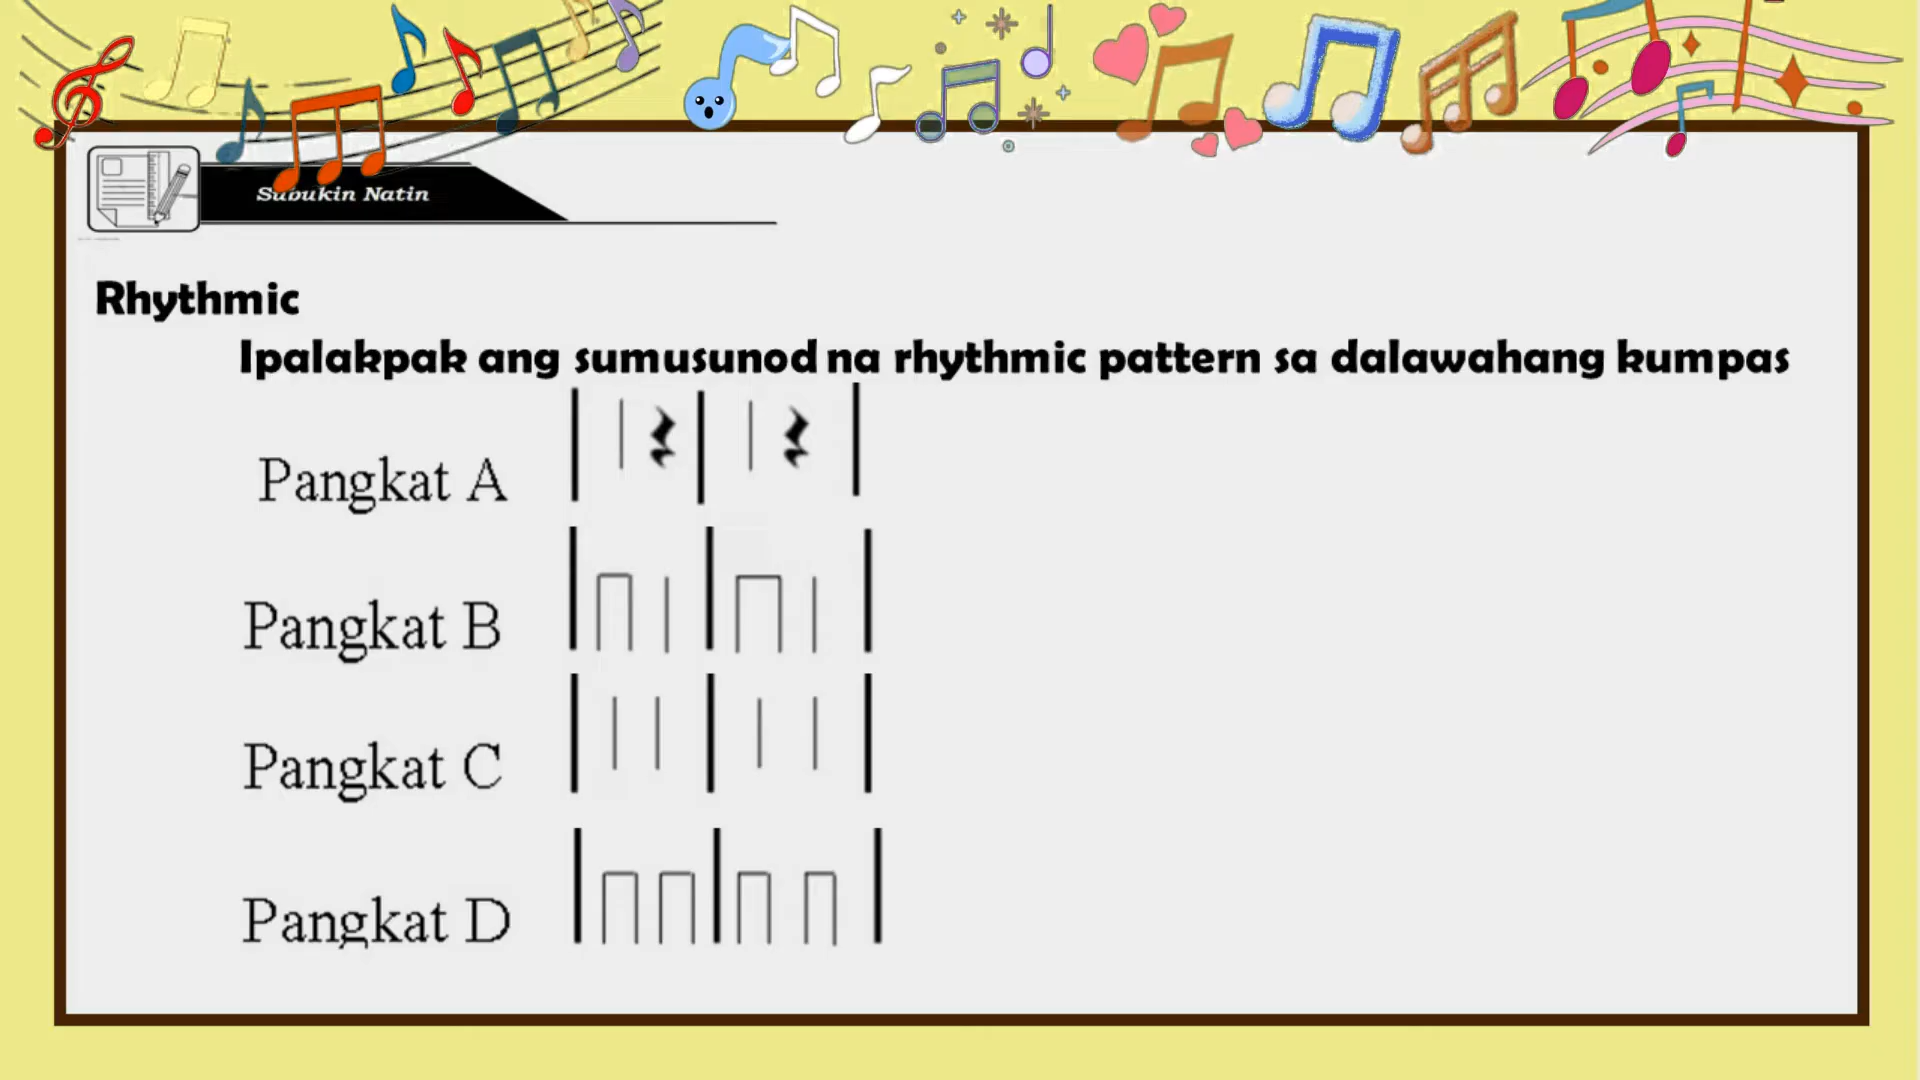 Subukin Natin
Rhythmic
Ipalakpak ang sumusunod na rhythmic pattern sa dalawahang kumpas
Pangkat A
Pangkat B
Pangkat C
Pangkat D